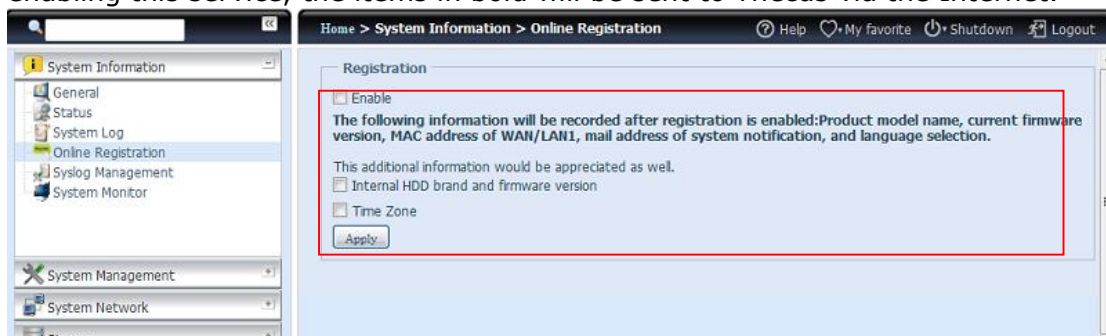 enabling this service, the items in bold will be sent to Thecus via the Internet.
Home > System Information > Online Registration
Help
My favorite
Shutdown
Logout
System Information
General
Status
System Log
Online Registration
Syslog Management
System Monitor
System Management
System Network
Registration
Enable
The following information will be recorded after registration is enabled:Product model name, current firmware
version, MAC address of WAN/LAN1, mail address of system notification, and language selection.
This additional information would be appreciated as well.
Internal HDD brand and firmware version
Time Zone
Apply